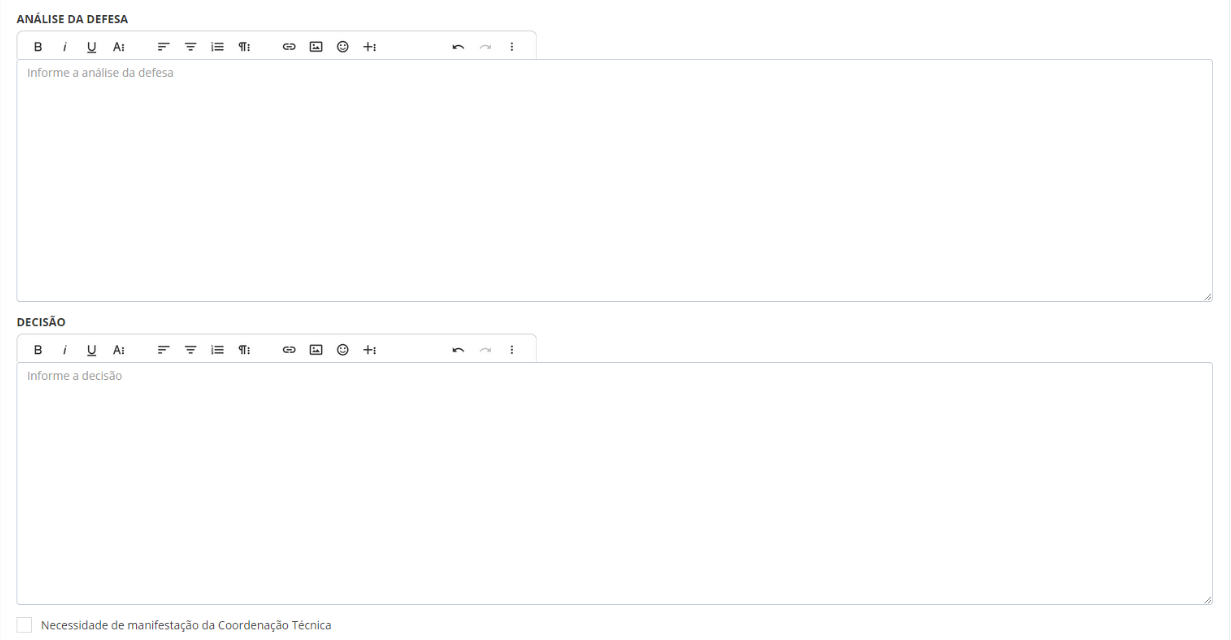 ANÁLISE DA DEFESA
B i U A
Informe a análise da defesa
DECISÃO
B i U A
Informe a decisão
Necessidade de manifestação da Coordenação Técnica